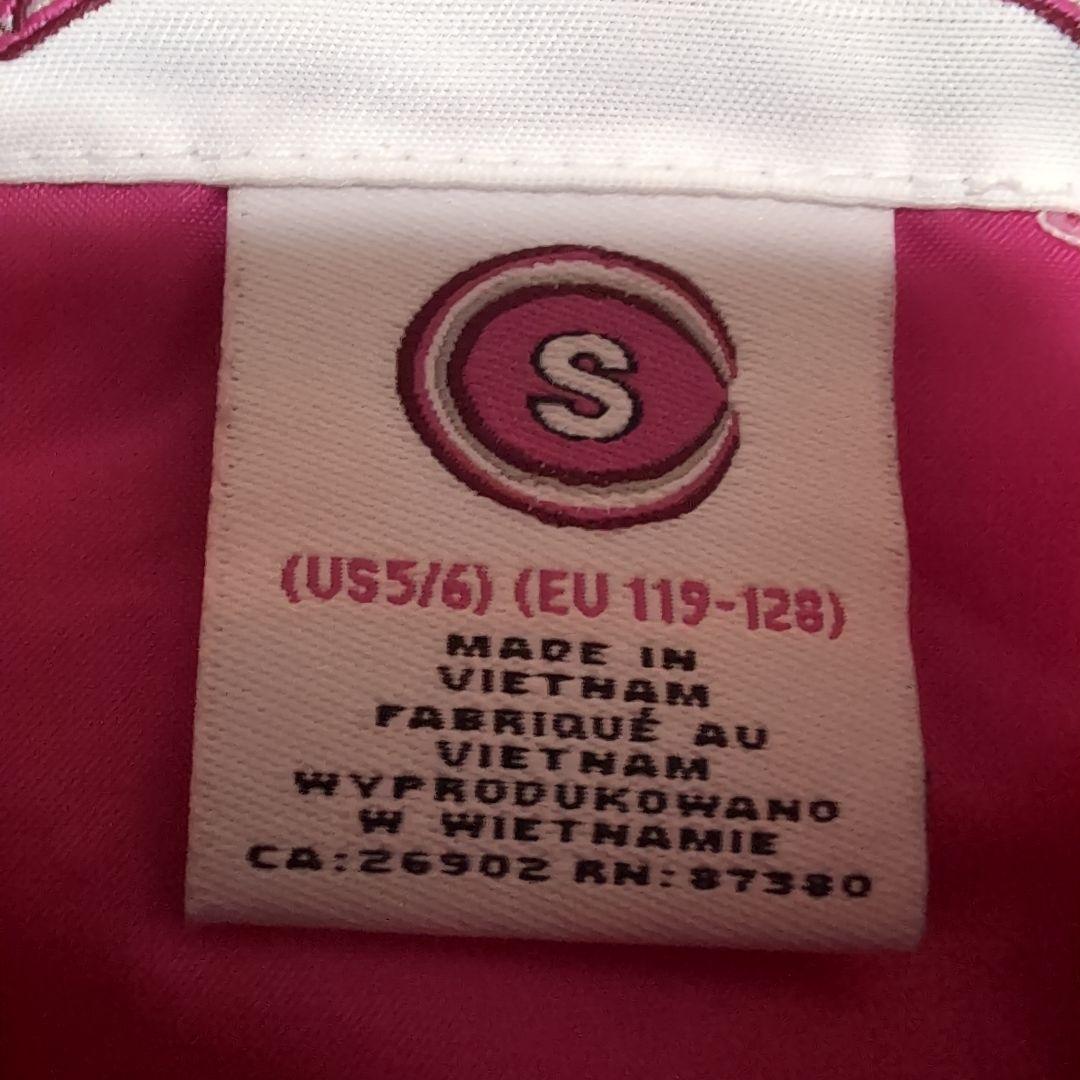 S
(US5/6) (EU 119-128)
MADE IN
VIETNAM
FABRIQUÉ AU
VIETNAM
WYPRODUKOWANO
W WIETNAMIE
CA:26902 RN:87380